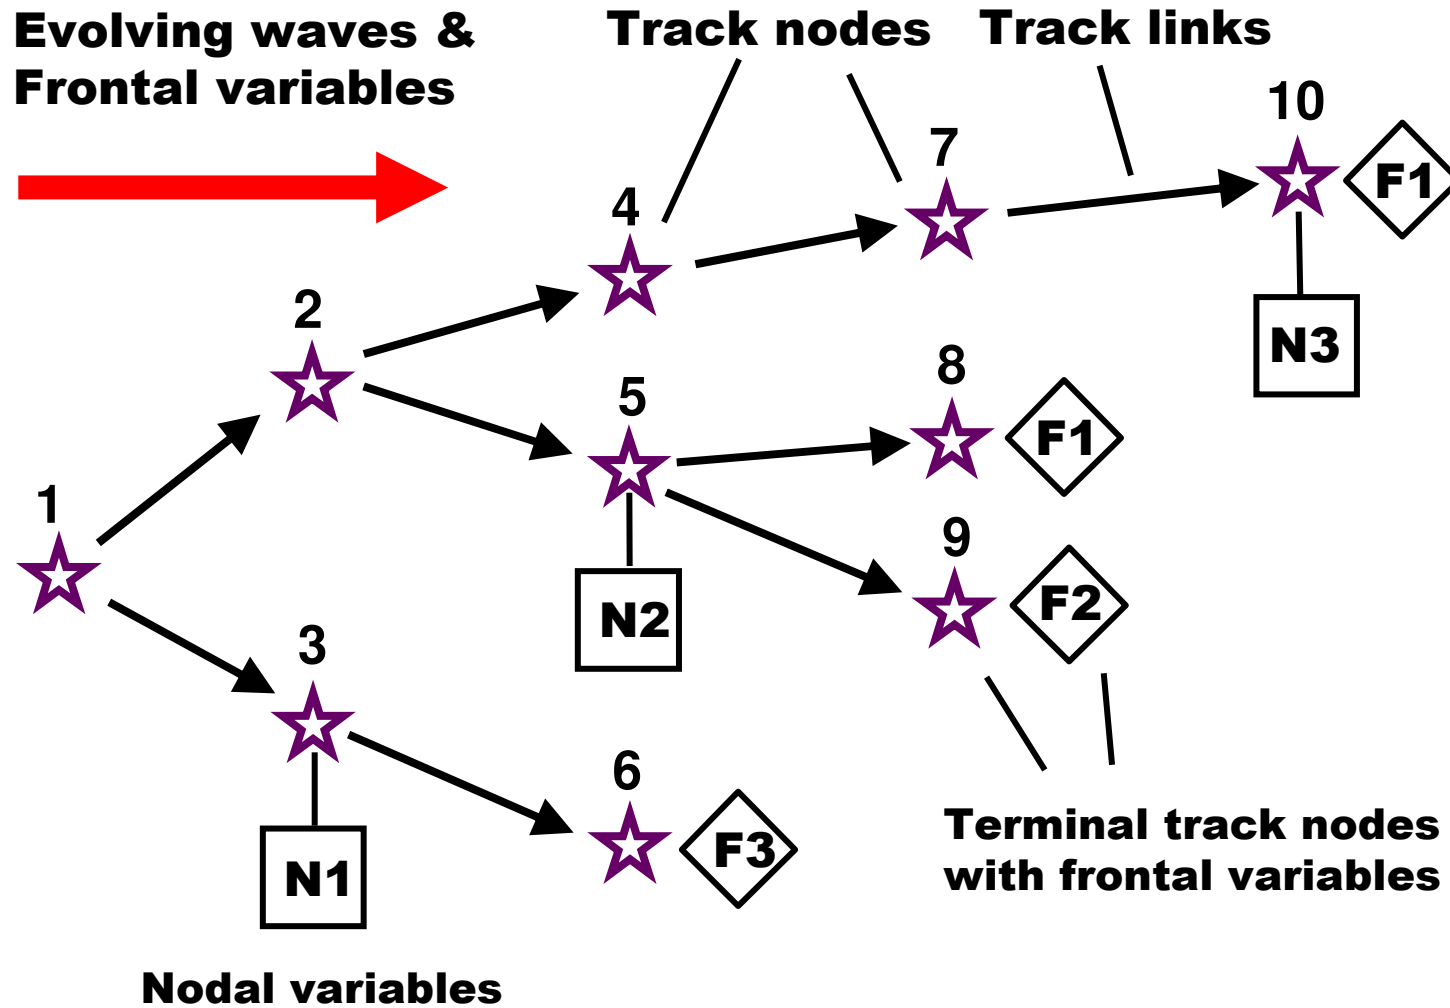 Evolving waves &
Frontal variables
Track nodes
Track links
10
F1
7
4
N3
2
8
F1
5
1
9
F2
N2
3
6
F3
N1
Terminal track nodes
with frontal variables
Nodal variables